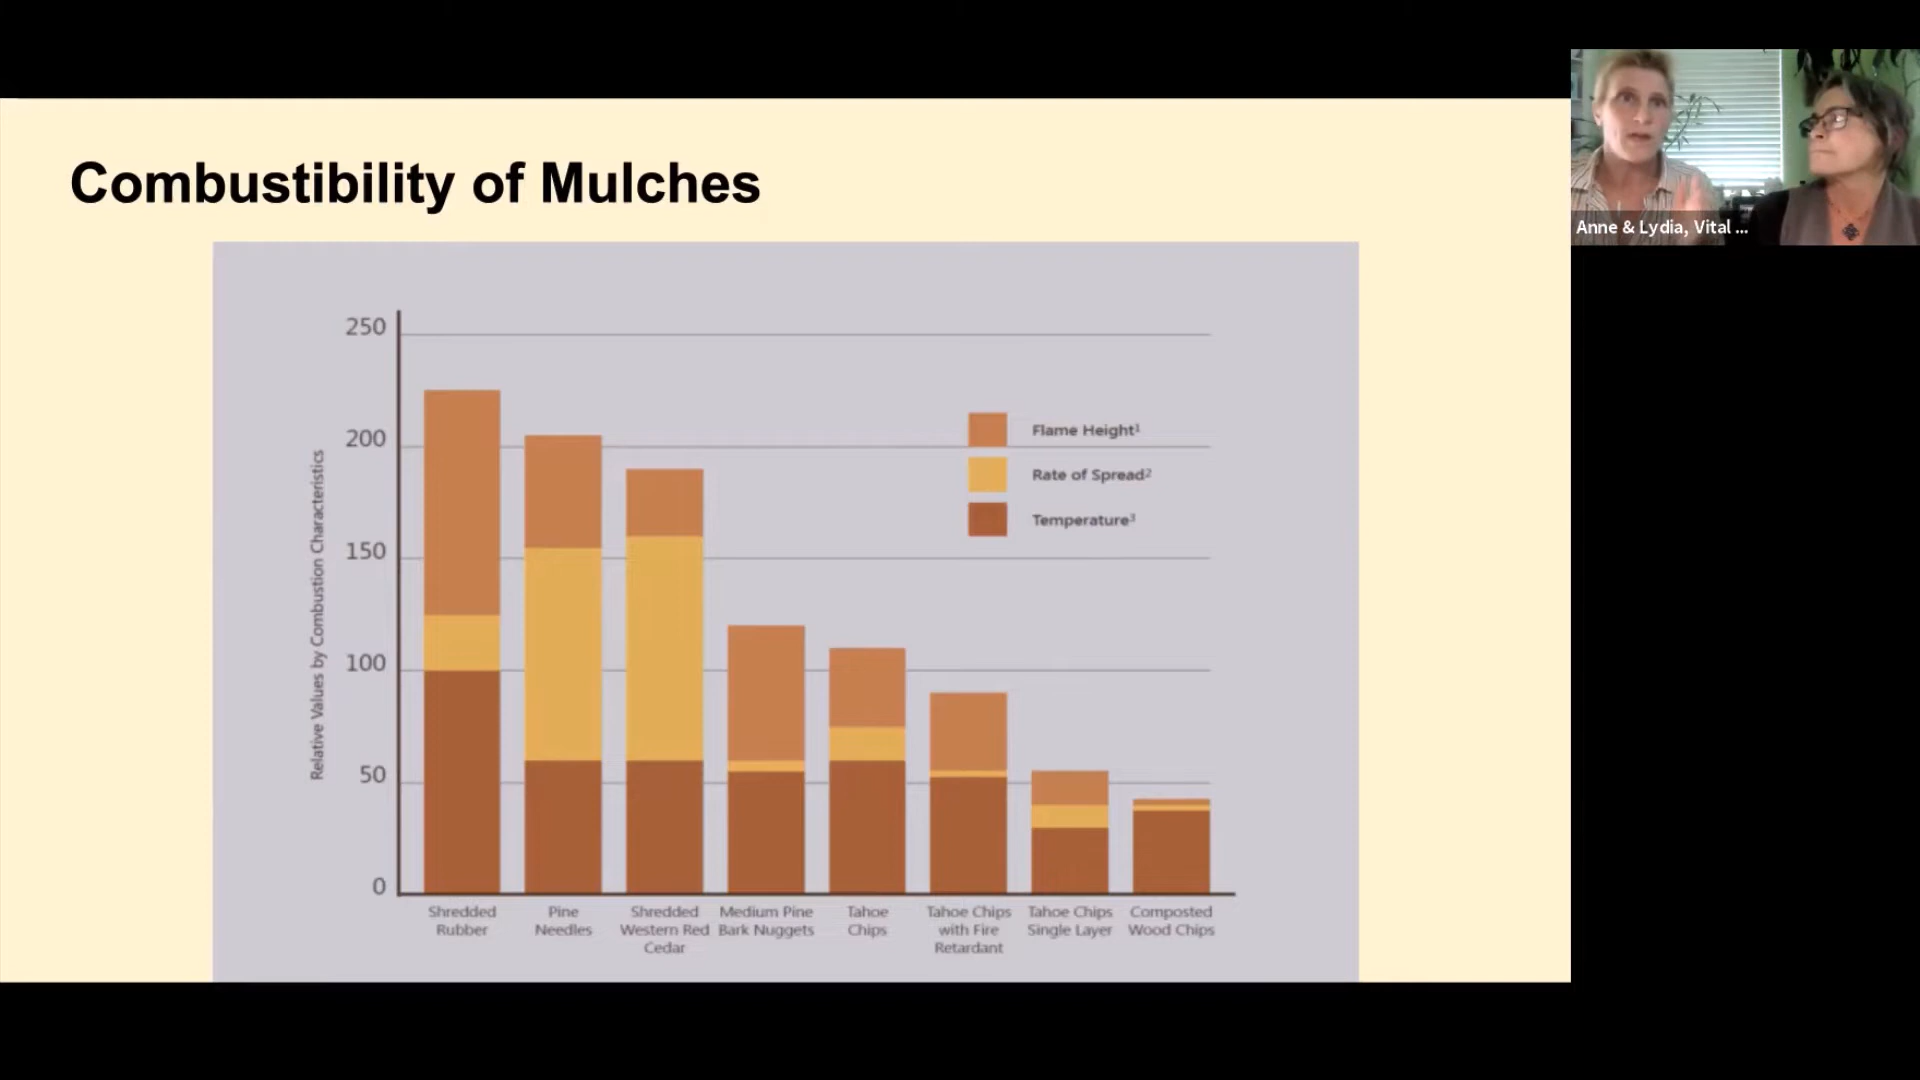 Combustibility of Mulches
Anne & Lydia, Vital ...
Relative Values by Combustion Characteristics
250
200
150
100
50
0
Flame Height¹
Rate of Spread²
Temperature³
Shredded
Rubber
Pine
Needles
Shredded
Western Red
Cedar
Medium Pine
Bark Nuggets
Tahoe
Chips
Tahoe Chips
with Fire
Retardant
Tahoe Chips
Single Layer
Composted
Wood Chips